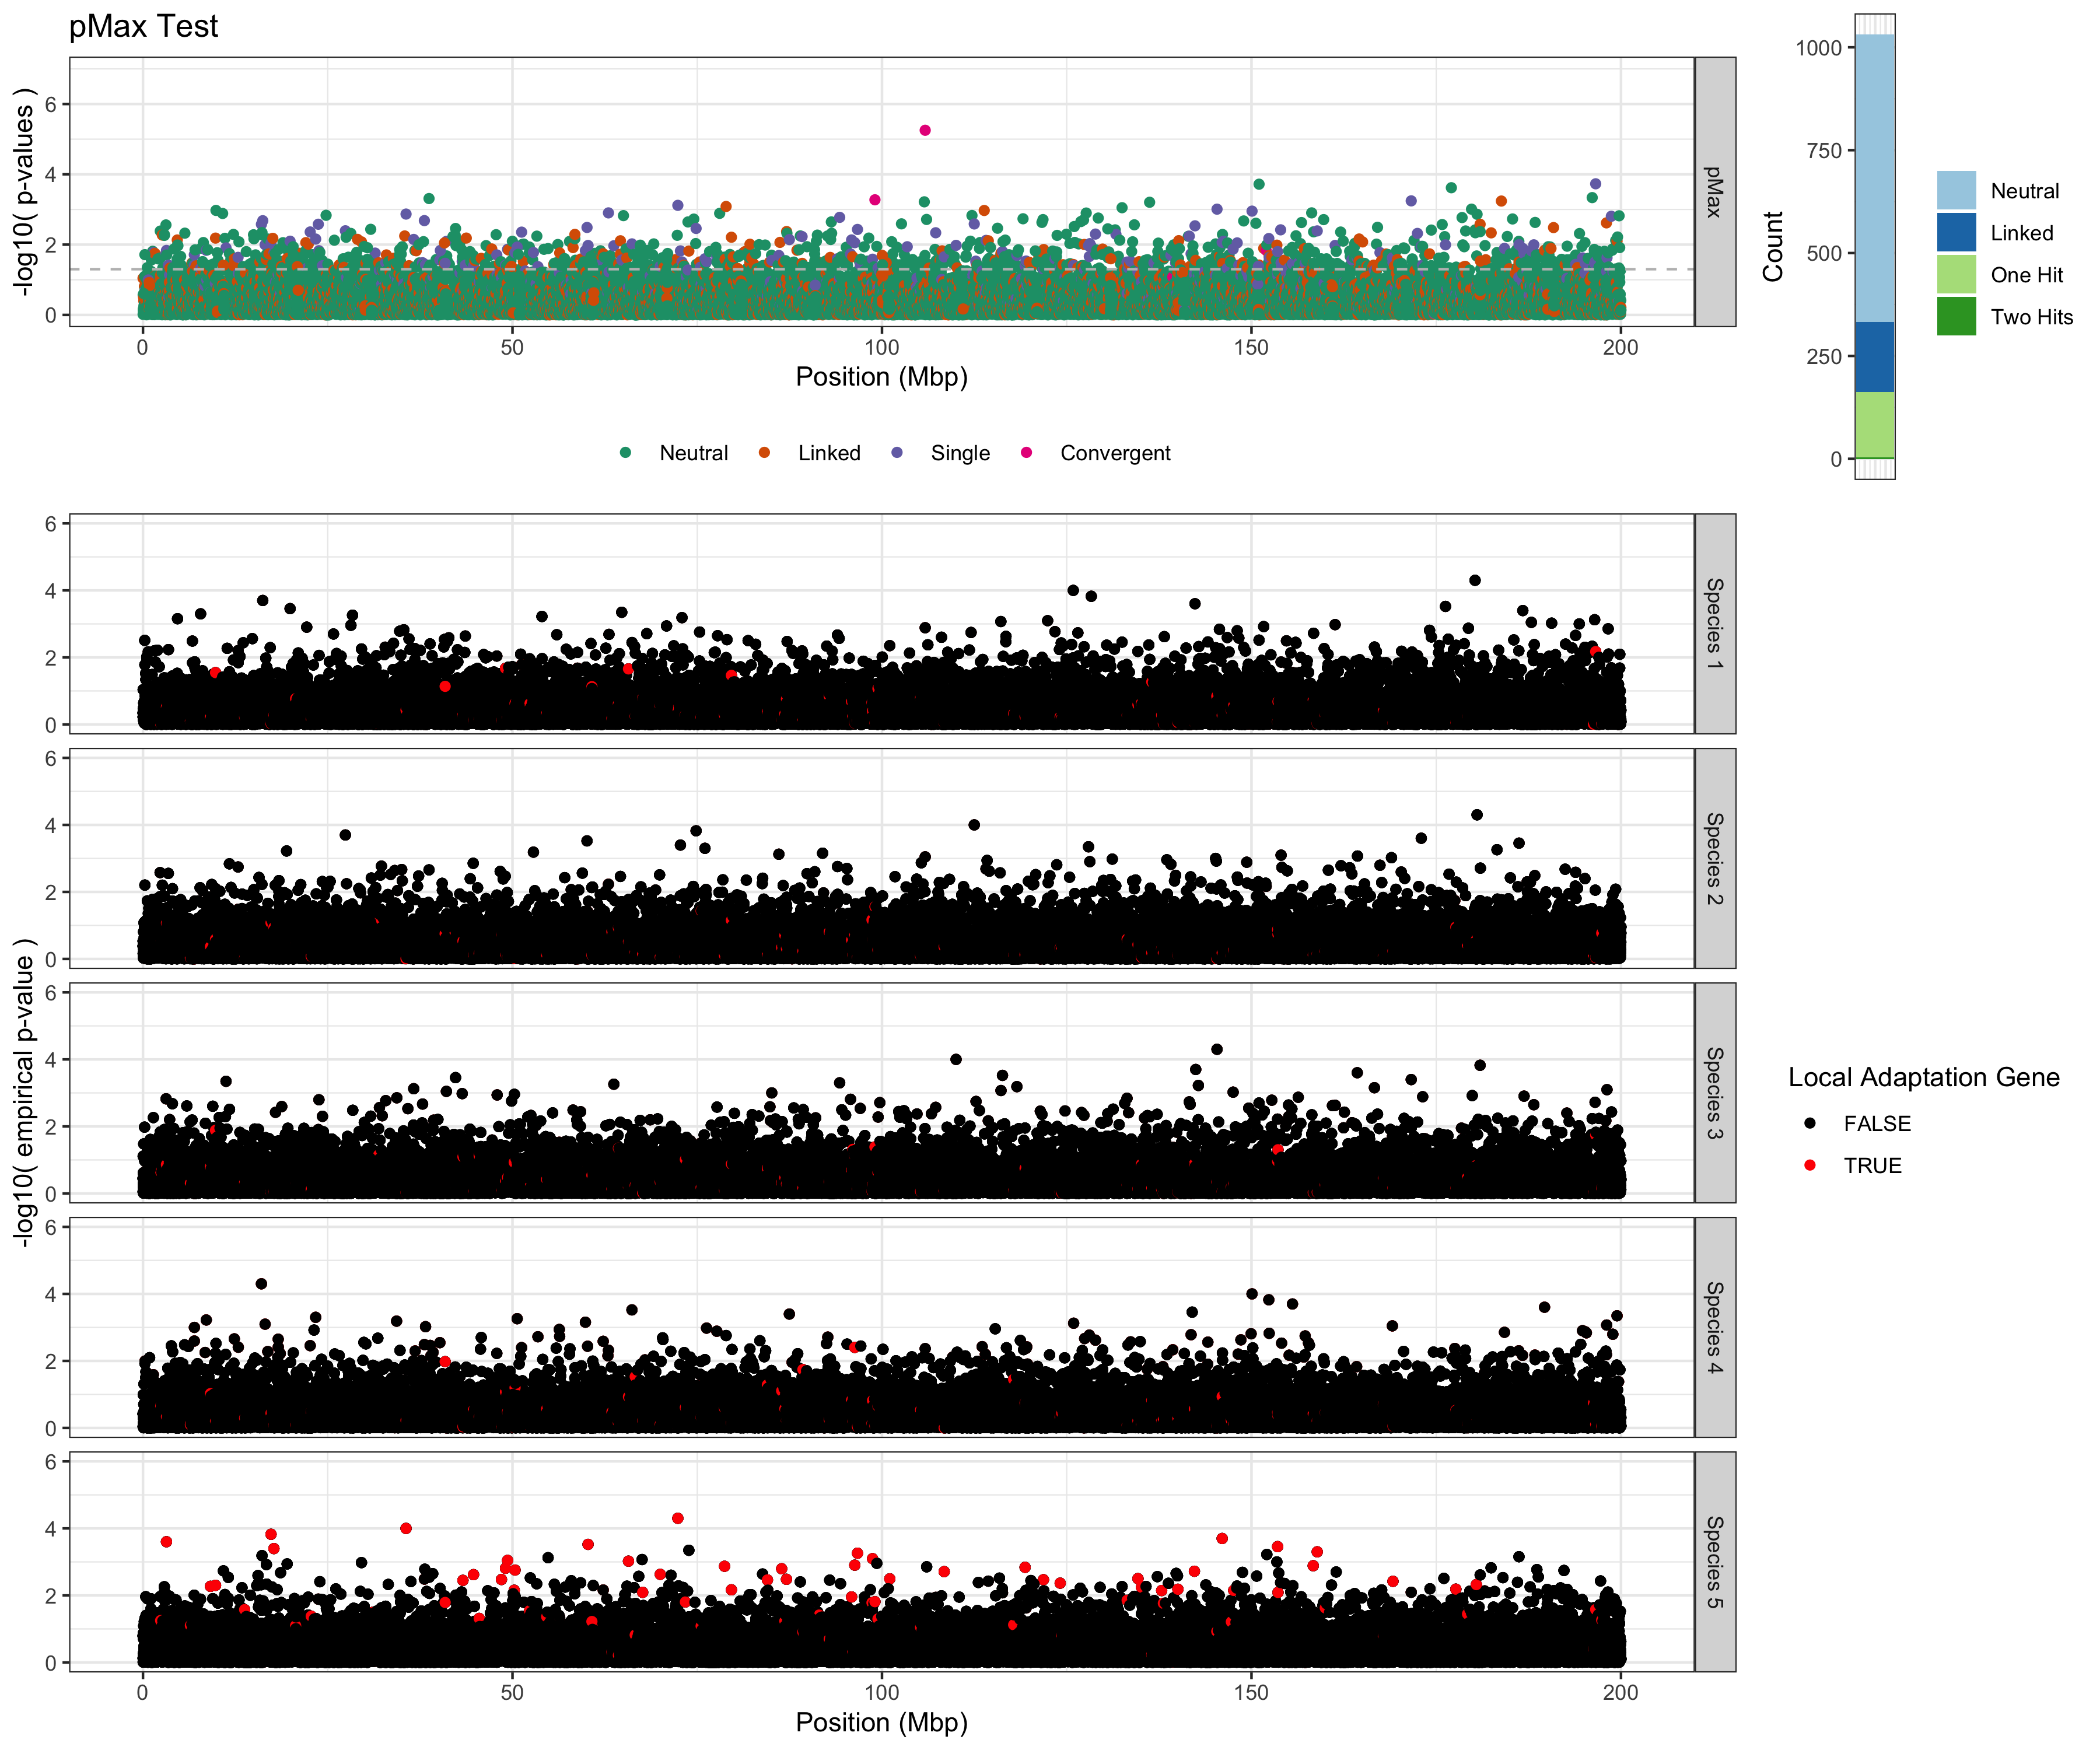 pMax Test
-log10( p-values )
6
4
2
0
pMax
0 50 100 150 200
Position (Mbp)
Neutral Linked Single Convergent
Count
1000
750
500
250
0
Neutral
Linked
One Hit
Two Hits
-log10( empirical p-value )
6
4
2
0
Species 1
6
4
2
0
Species 2
6
4
2
0
Species 3
6
4
2
0
Species 4
6
4
2
0
Species 5
0 50 100 150 200
Position (Mbp)
Local Adaptation Gene
FALSE
TRUE